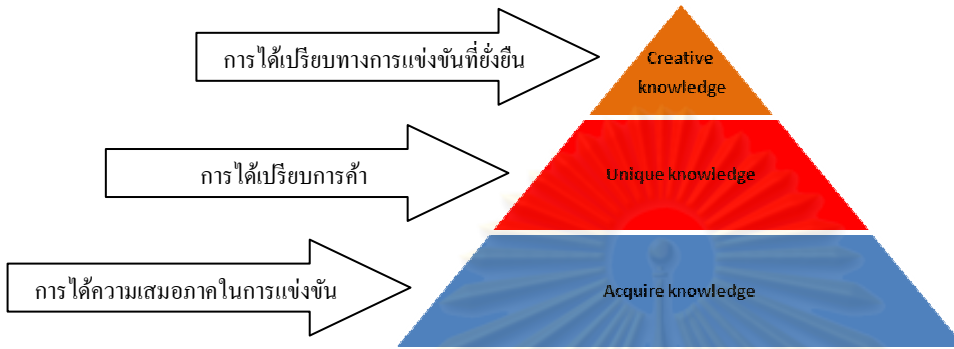 การได้เปรียบทางการแข่งขันที่ยั่งยืน
Creative
knowledge
การได้เปรียบการค้า
Unique knowledge
การได้ความเสมอภาคในการแข่งขัน
Acquire knowledge